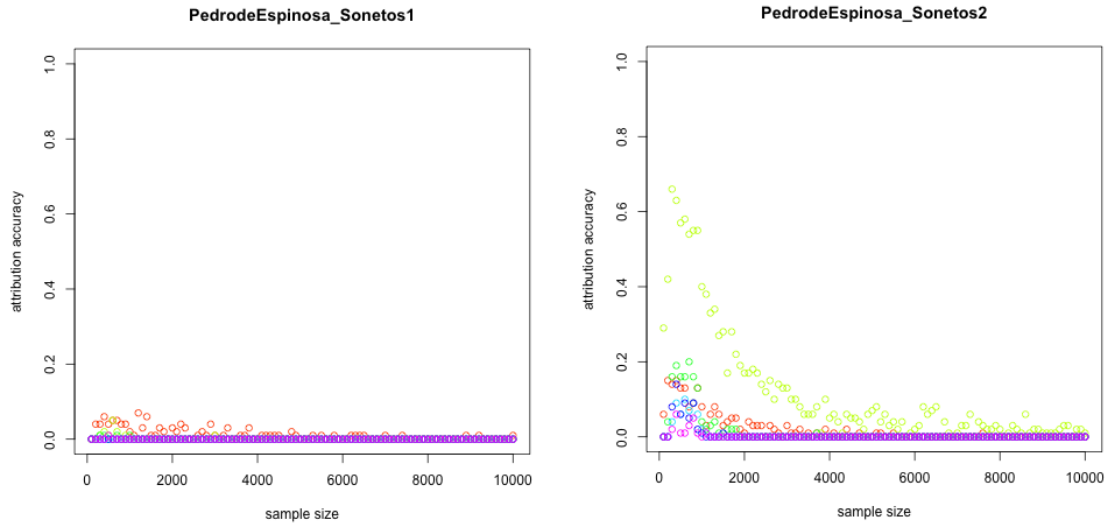 PedrodeEspinosa_Sonetos1
attribution accuracy
1.0
0.8
0.6
0.4
0.2
0.0
0 2000 4000 6000 8000 10000
sample size
PedrodeEspinosa_Sonetos2
attribution accuracy
1.0
0.8
0.6
0.4
0.2
0.0
0 2000 4000 6000 8000 10000
sample size